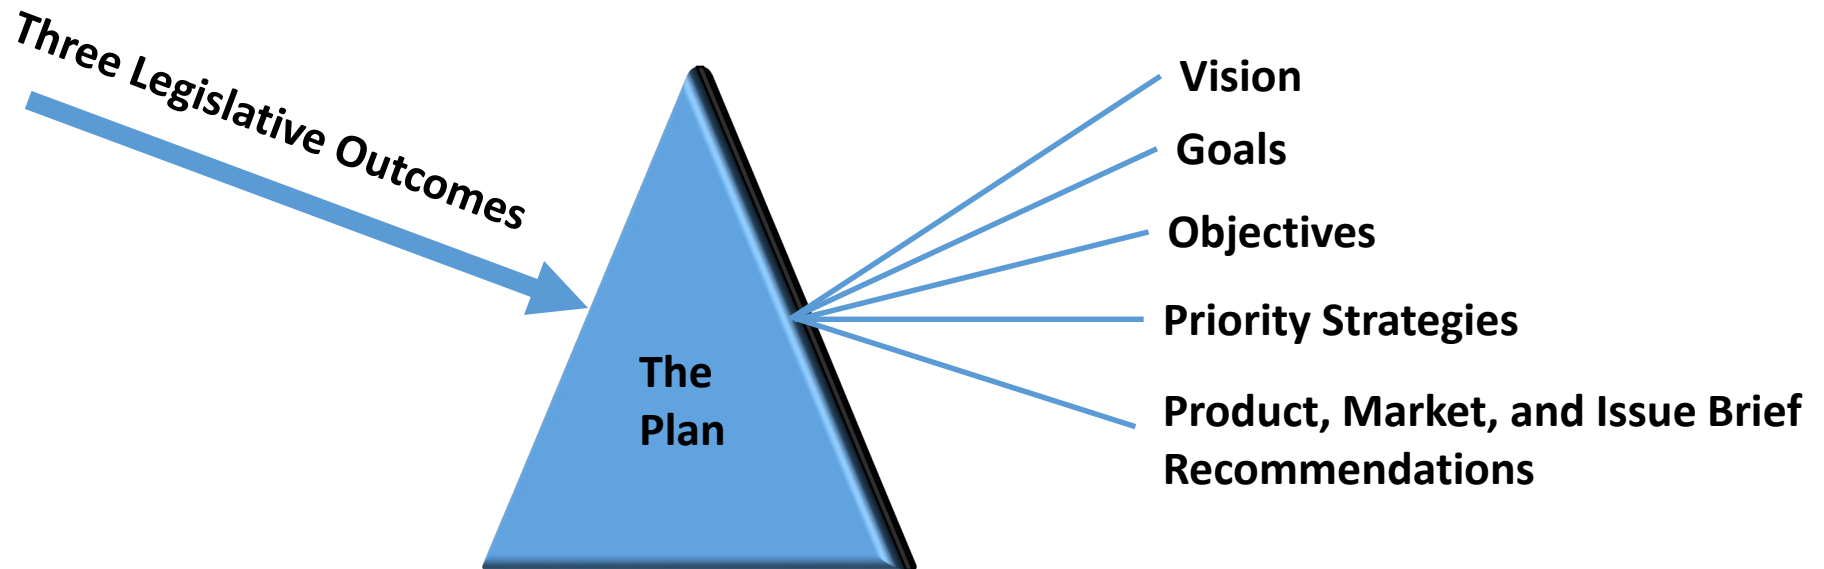 Three Legislative Outcomes
Vision
Goals
Objectives
Priority Strategies
The
Plan
Product, Market, and Issue Brief
Recommendations